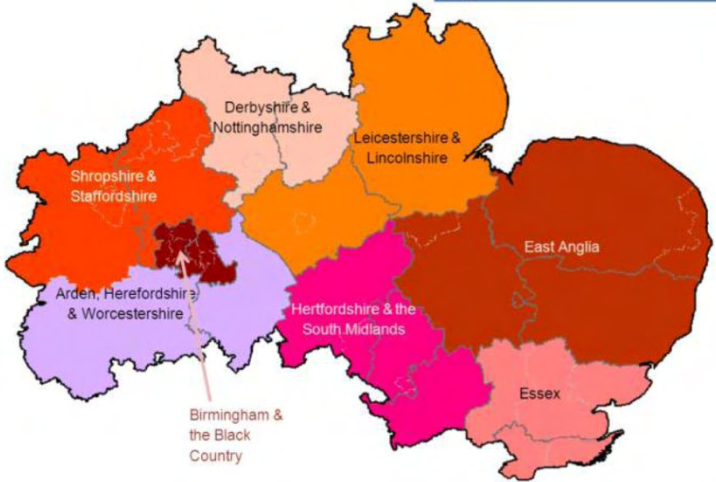 Derbyshire &
Nottinghamshire
Leicestershire &
Lincolnshire
Shropshire &
Staffordshire
East Anglia
Arden, Herefordshire
& Worcestershire
Hertfordshire & the
South Midlands
Essex
Birmingham &
the Black
Country